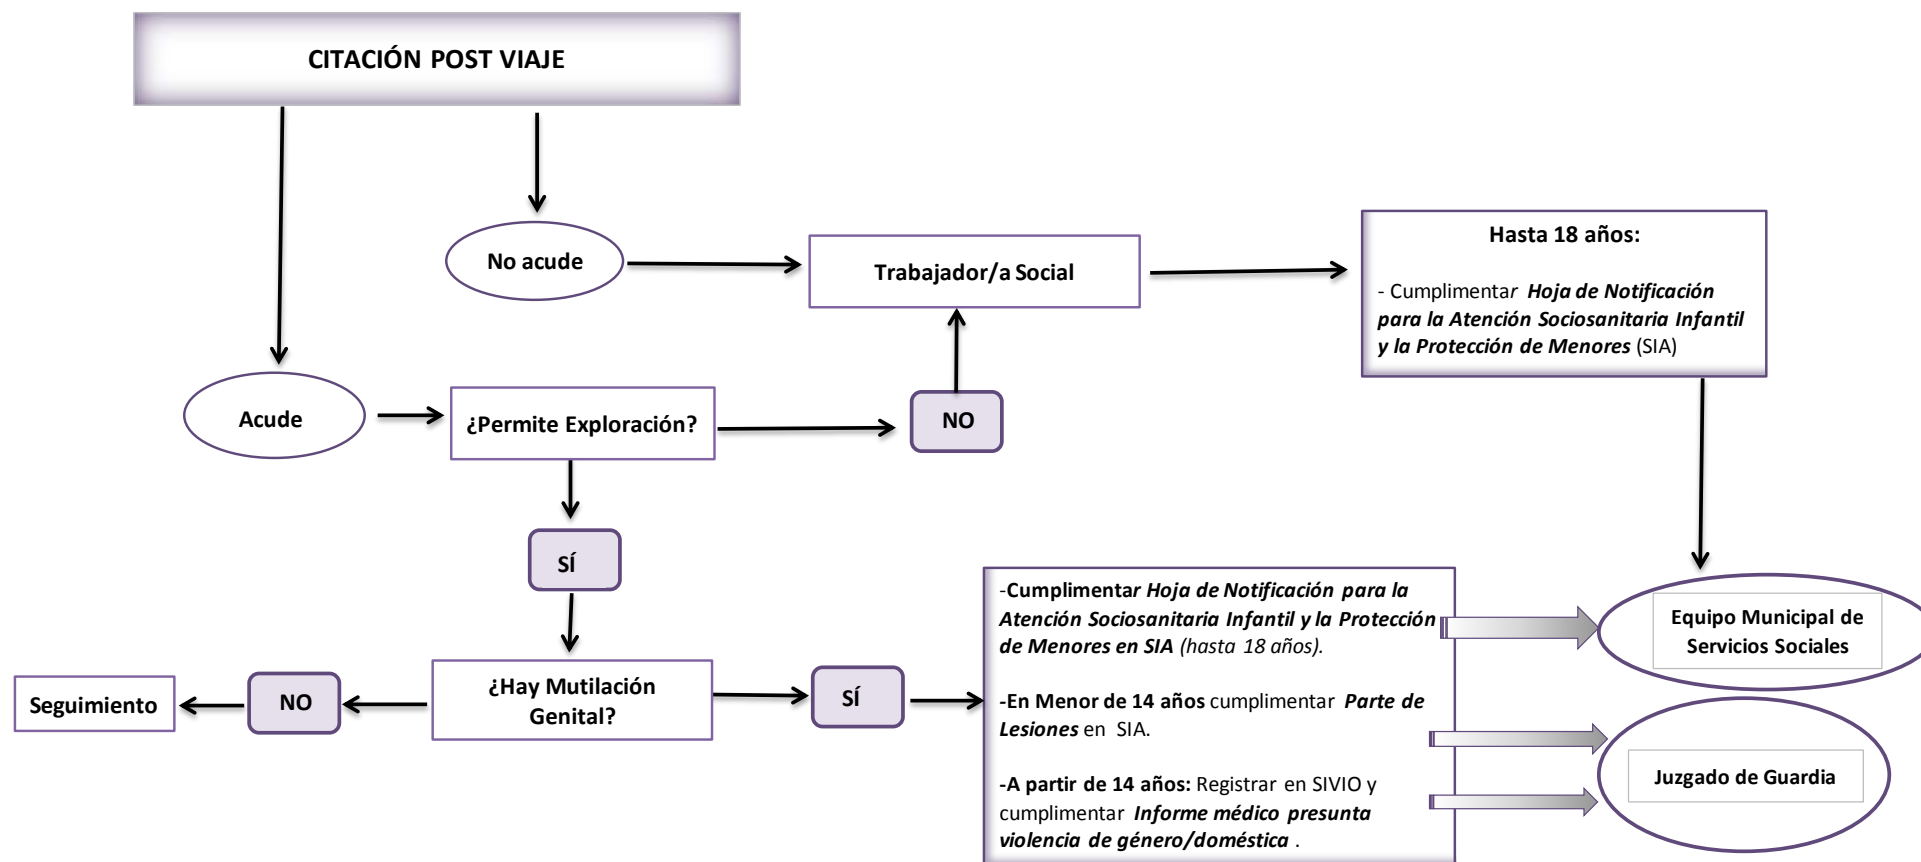 CITACIÓN POST VIAJE
No acude
Trabajador/a Social
Hasta 18 años:
- Cumplimentar Hoja de Notificación
para la Atención Sociosanitaria Infantil
y la Protección de Menores (SIA)
Acude
¿Permite Exploración?
NO
SÍ
-Cumplimentar Hoja de Notificación para la
Atención Sociosanitaria Infantil y la Protección
de Menores en SIA (hasta 18 años).
-En Menor de 14 años cumplimentar Parte de
Lesiones en SIA.
-A partir de 14 años: Registrar en SIVIO y
cumplimentar Informe médico presunta
violencia de género/doméstica .
Equipo Municipal de
Servicios Sociales
Seguimiento
NO
¿Hay Mutilación
Genital?
SÍ
Juzgado de Guardia